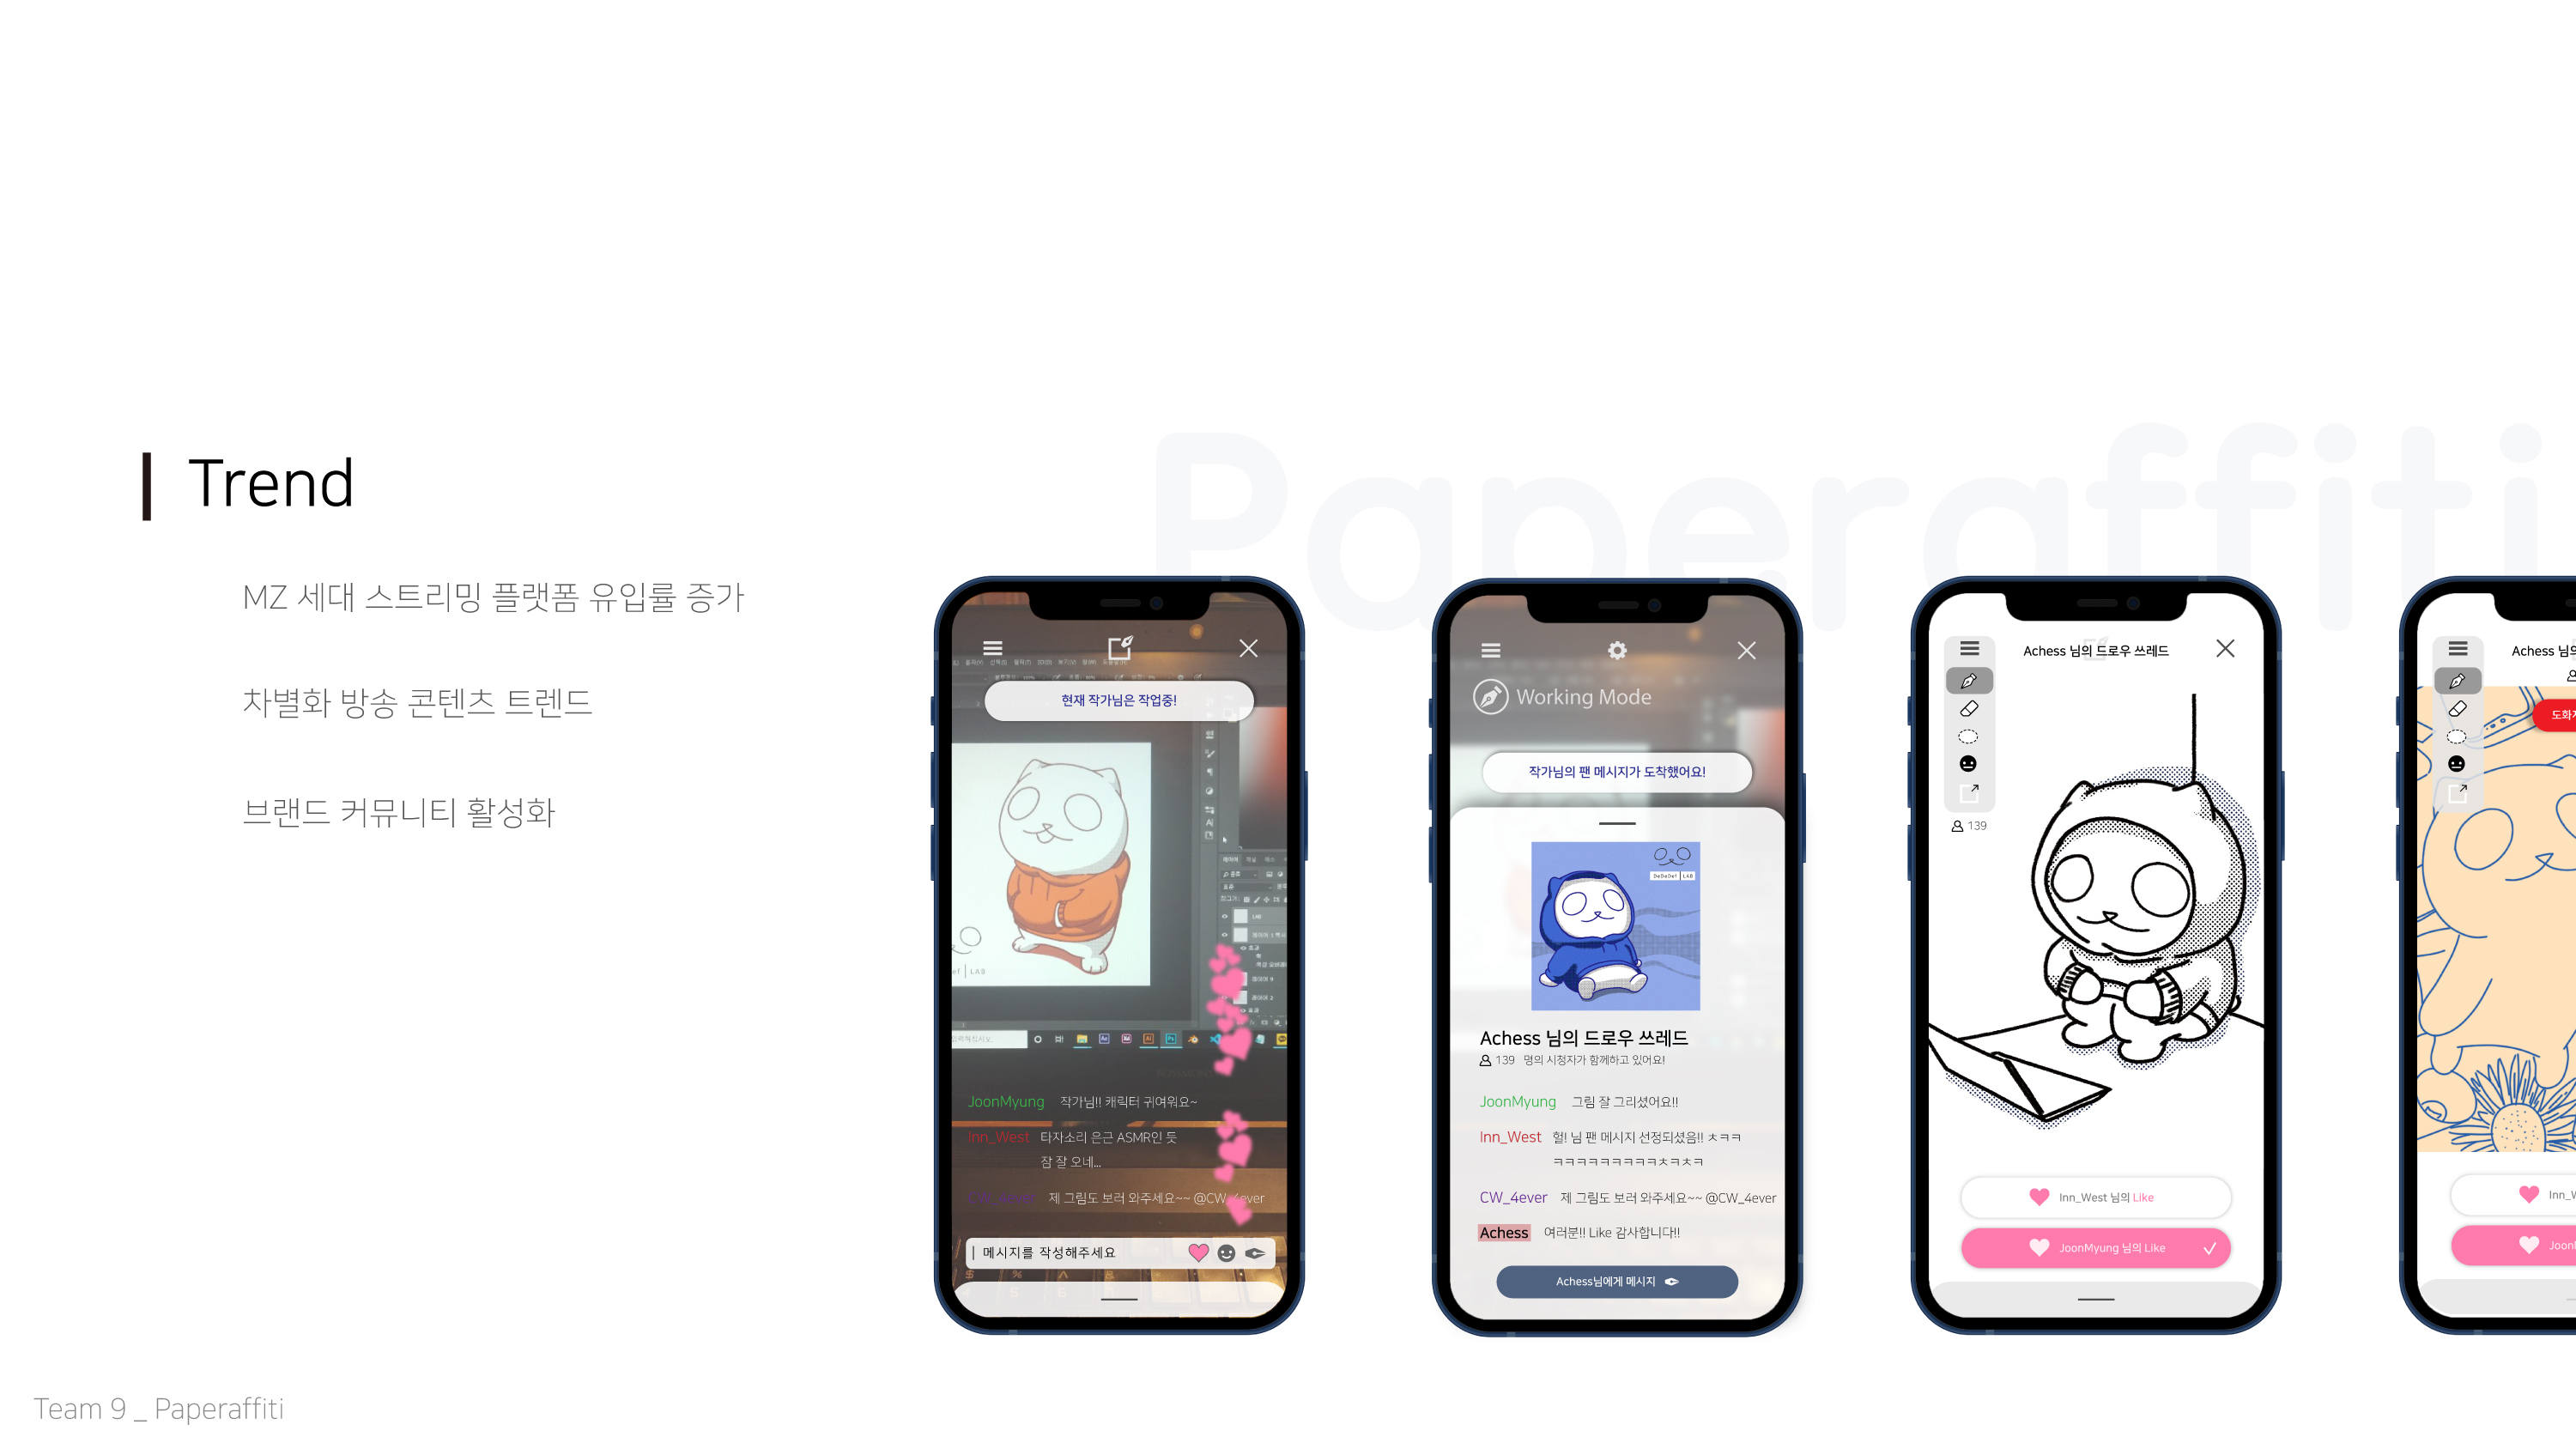 Paperaffiti
Trend
MZ 세대 스트리밍 플랫폼 유입률 증가
차별화 방송 콘텐츠 트렌드
브랜드 커뮤니티 활성화
현재 작가님은 작업중!
LAB
JoonMyung 작가님!! 캐릭터 귀여워요~
Inn_West 타자소리 은근 ASMR인 듯
잠 잘 오네...
CW_4ever 제 그림도 보러 와주세요~~ @CW_4ever
메시지를 작성해주세요
Working Mode
작가님의 팬 메시지가 도착했어요!
DaDaDa! LAB
Achess 님의 드로우 쓰레드
139 명의 시청자가 함께하고 있어요!
JoonMyung 그림 잘 그리셨어요!!
Inn_West 헐! 님 팬 메시지 선정되셨음!! ㅊㅋㅋ
ㅋㅋㅋㅋㅋㅋㅋㅋㅋㅊㅋㅊㅋ
CW_4ever 제 그림도 보러 와주세요~~ @CW_4ever
Achess 여러분!! Like 감사합니다!!
Achess님에게 메시지
Achess 님의 드로우 쓰레드
139
Inn_West 님의 Like
JoonMyung 님의 Like
Achess 님의
도화
Inn_W
Joon
Team 9 _ Paperaffiti